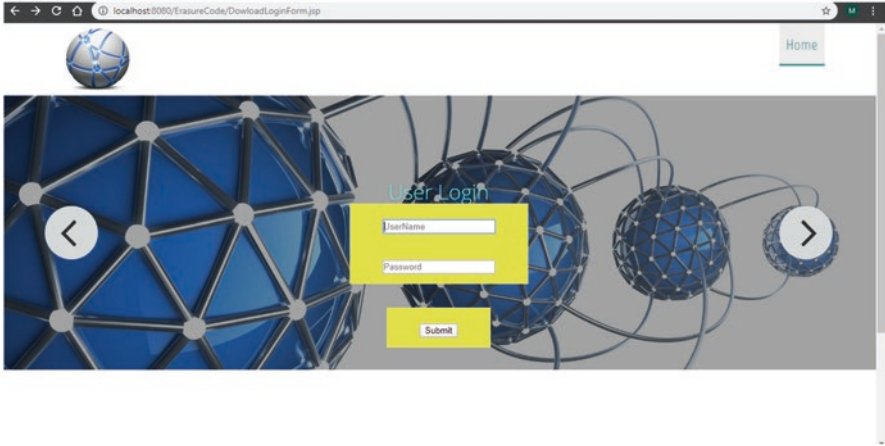 localhost:8080/ErasureCode/DowloadLoginForm.jsp
M
Home
User Login
UserName
Password
Submit